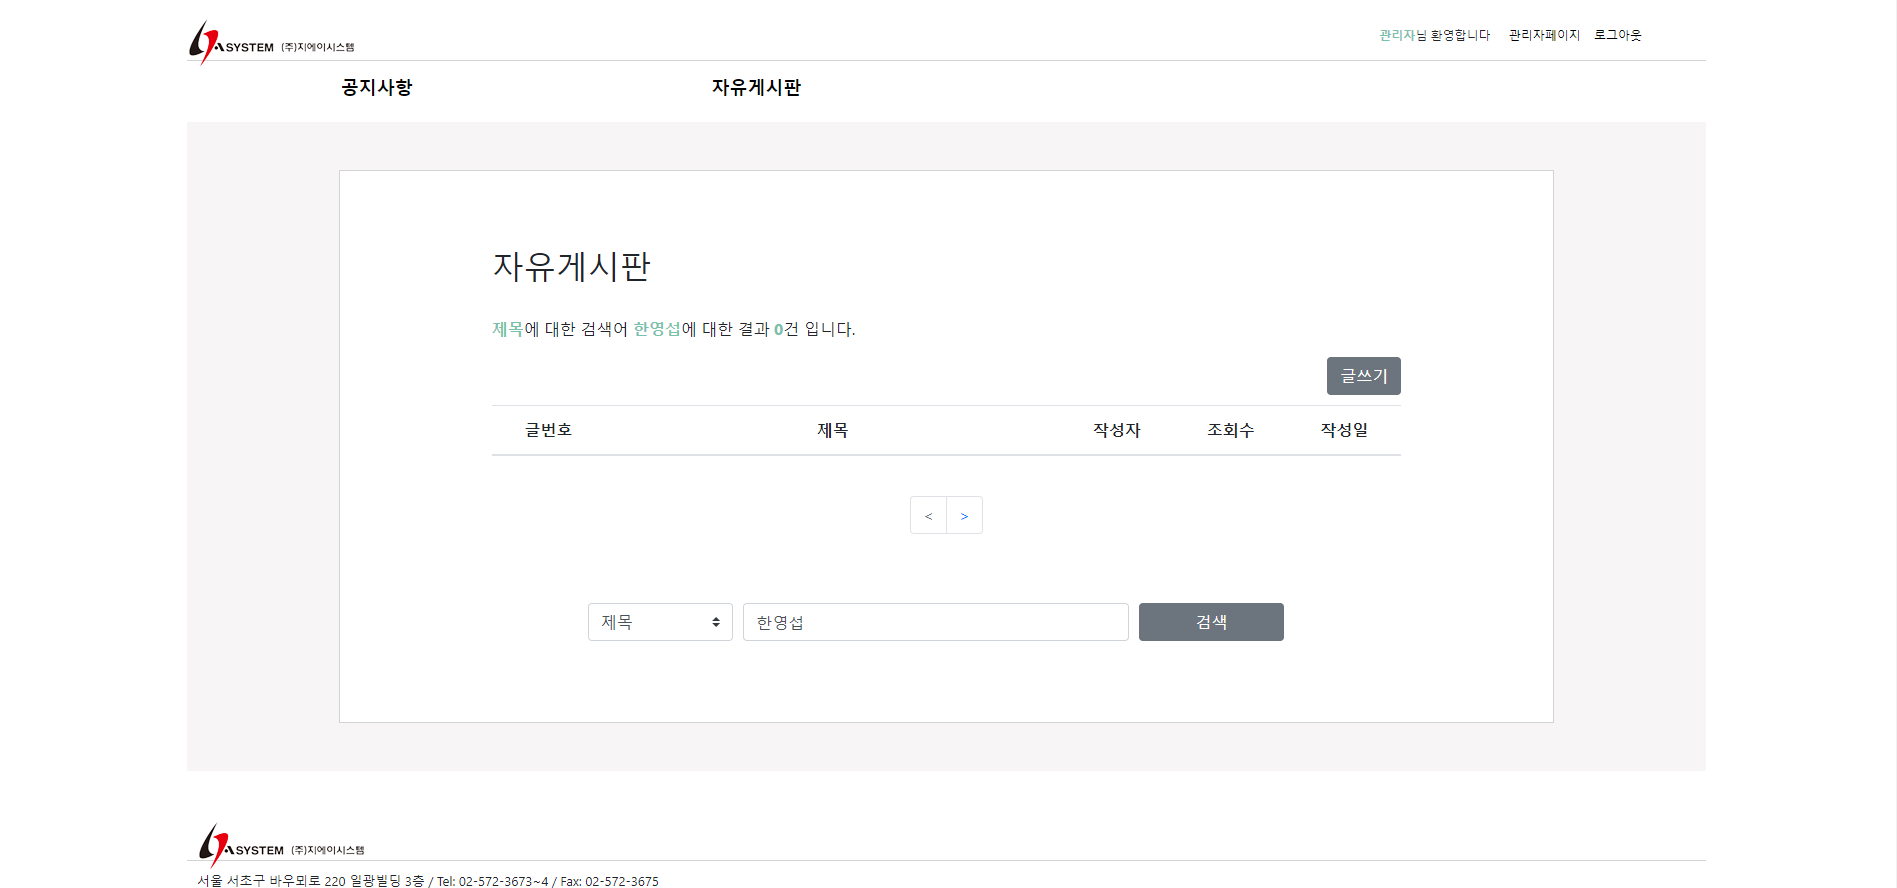 ASYSTEM (주)지에이시스템
관리자님 환영합니다 관리자페이지 로그아웃
공지사항 자유게시판
자유게시판
제목에 대한 검색어 한영섭에 대한 결과 0건 입니다.
글쓰기
글번호 제목 작성자 조회수 작성일
< >
제목 한영섭 검색
ASYSTEM (주)지에이시스템
서울 서초구 바우뫼로 220 일광빌딩 3층 / Tel: 02-572-3673~4 / Fax: 02-572-3675